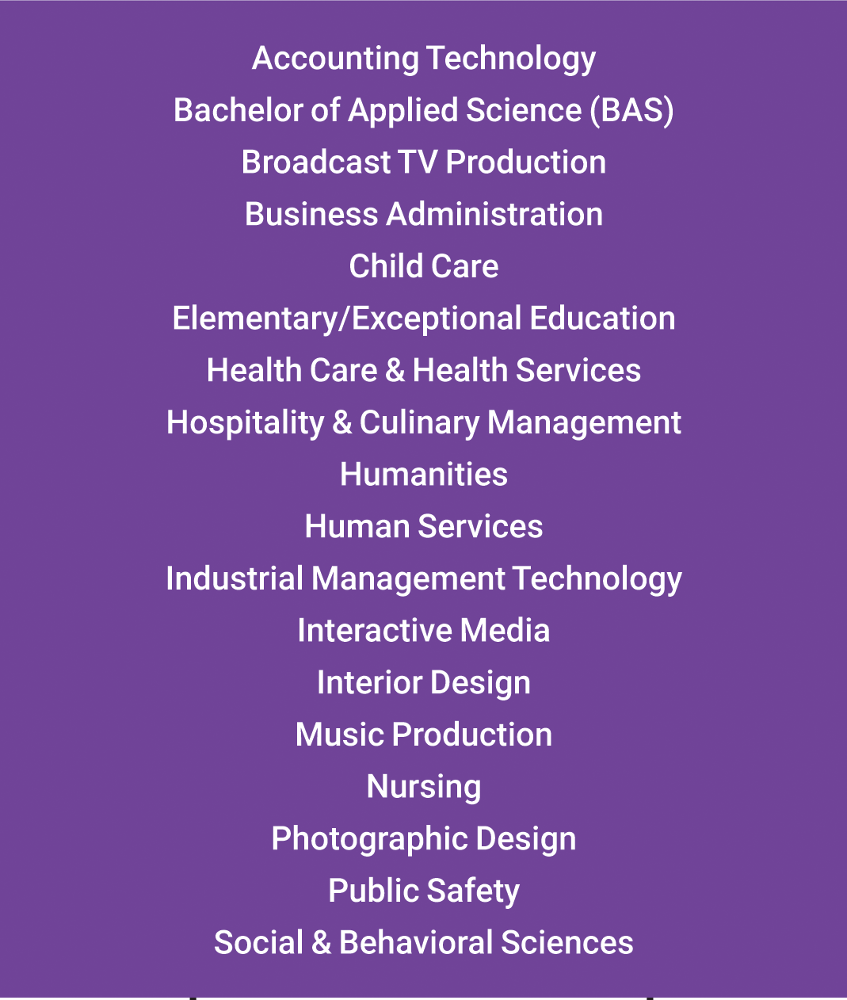 Accounting Technology
Bachelor of Applied Science (BAS)
Broadcast TV Production
Business Administration
Child Care
Elementary/Exceptional Education
Health Care & Health Services
Hospitality & Culinary Management
Humanities
Human Services
Industrial Management Technology
Interactive Media
Interior Design
Music Production
Nursing
Photographic Design
Public Safety
Social & Behavioral Sciences